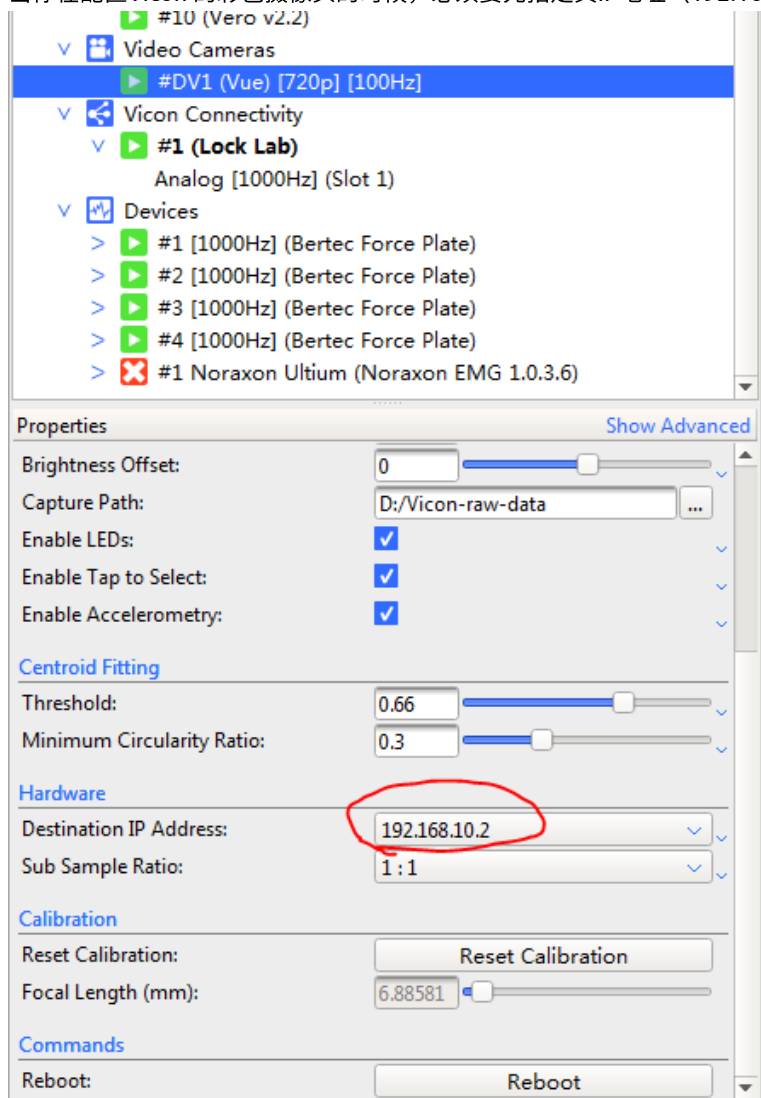 #10 (Vero v2.2)
Video Cameras
#DV1 (Vue) [720p] [100Hz]
Vicon Connectivity
#1 (Lock Lab)
Analog [1000Hz] (Slot 1)
Devices
#1 [1000Hz] (Bertec Force Plate)
#2 [1000Hz] (Bertec Force Plate)
#3 [1000Hz] (Bertec Force Plate)
#4 [1000Hz] (Bertec Force Plate)
#1 Noraxon Ultium (Noraxon EMG 1.0.3.6)
Properties Show Advanced
Brightness Offset: 0
Capture Path: D:/Vicon-raw-data ...
Enable LEDs:
Enable Tap to Select:
Enable Accelerometry:
Centroid Fitting
Threshold: 0.66
Minimum Circularity Ratio: 0.3
Hardware
Destination IP Address: 192.168.10.2
Sub Sample Ratio: 1 : 1
Calibration
Reset Calibration: Reset Calibration
Focal Length (mm): 6.88581
Commands
Reboot: Reboot